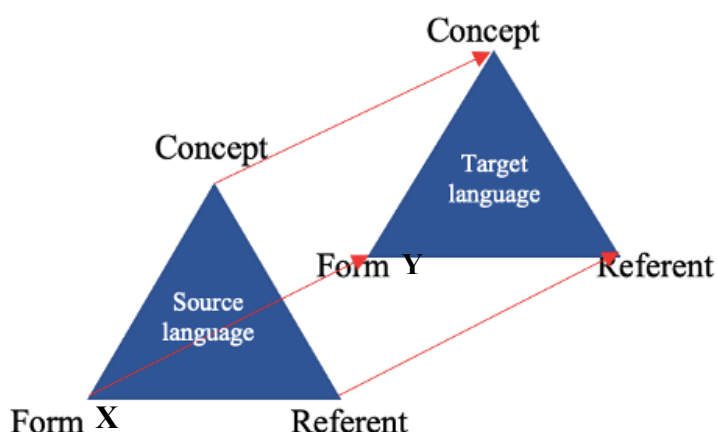 Concept
Target
language
Form Y
Referent
Concept
Source
language
Form X
Referent